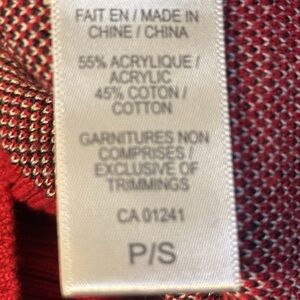 FAIT EN / MADE IN
CHINE / CHINA
55% ACRYLIQUE /
ACRYLIC
45% COTON /
COTTON
GARNITURES NON
COMPRISES /
EXCLUSIVE OF
TRIMMINGS
CA 01241
P/S